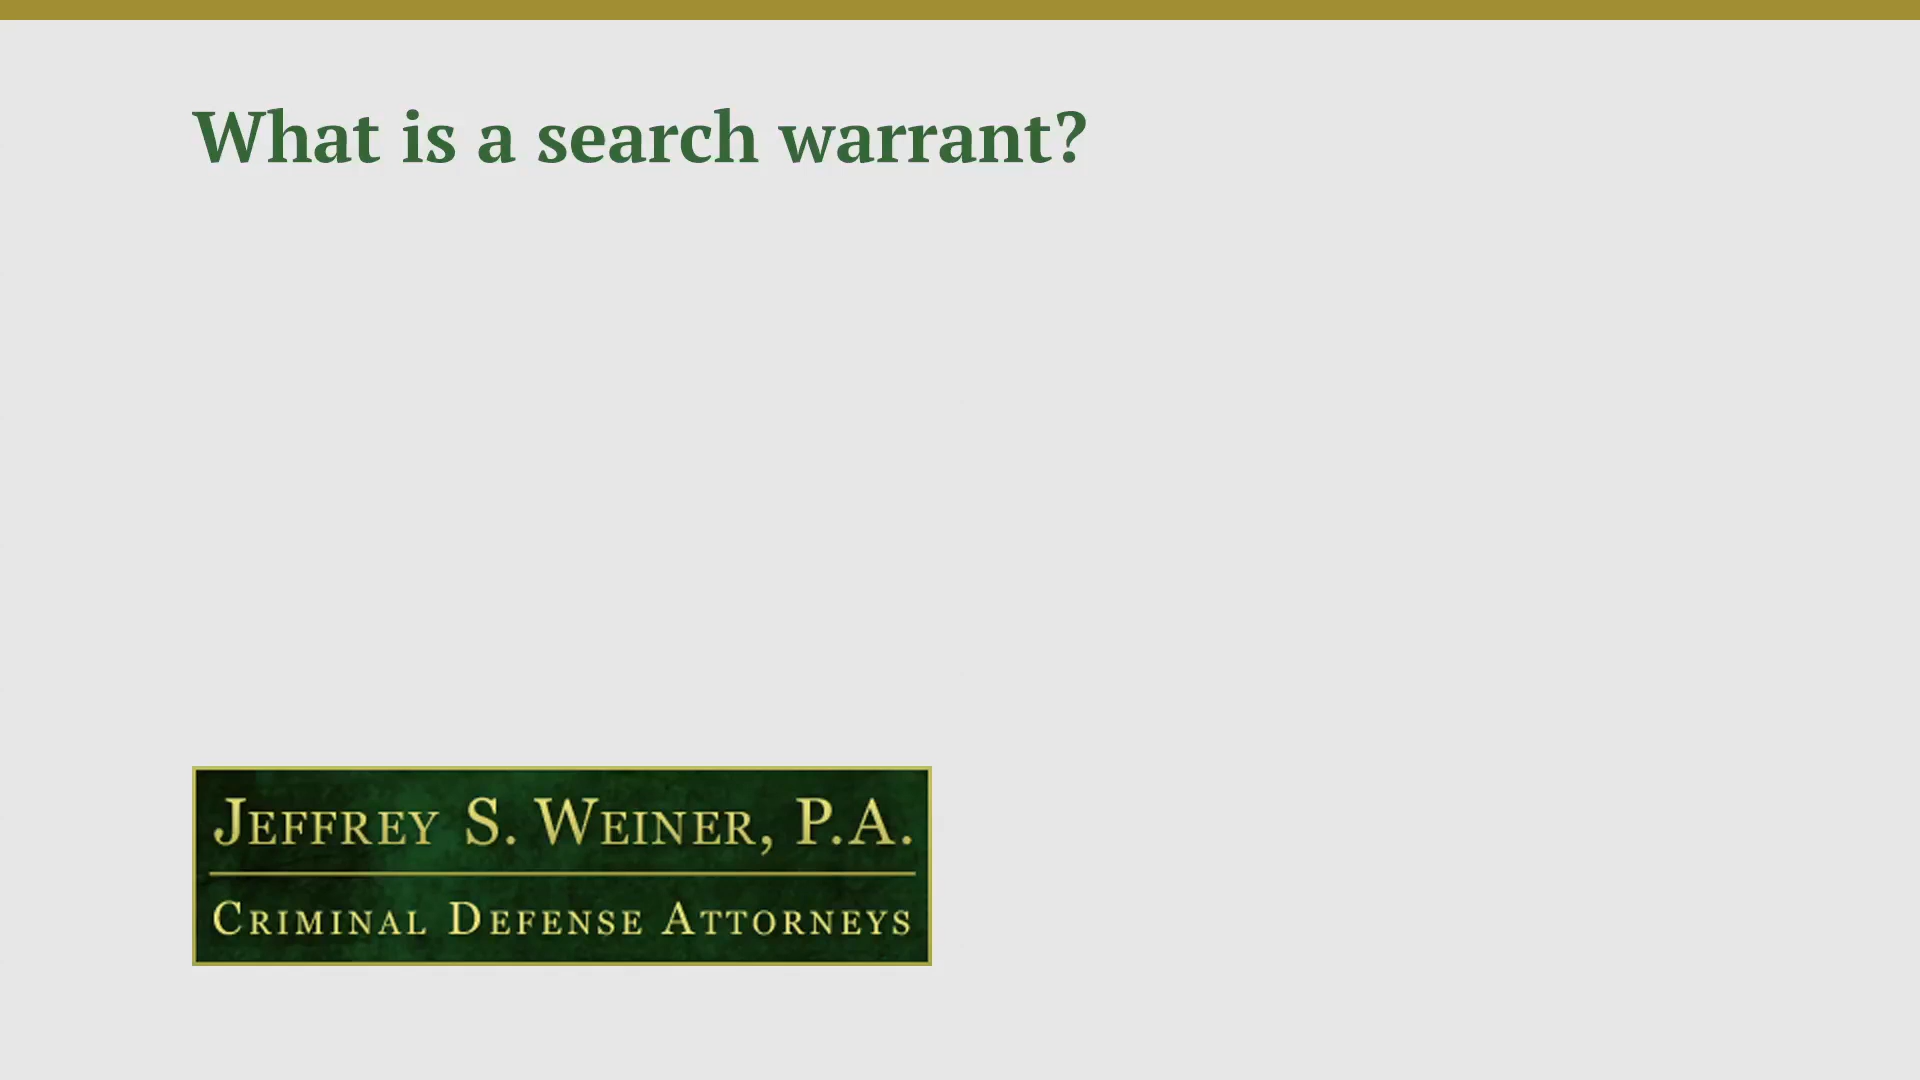 What is a search warrant?
Jeffrey S. Weiner, P.A.
Criminal Defense Attorneys